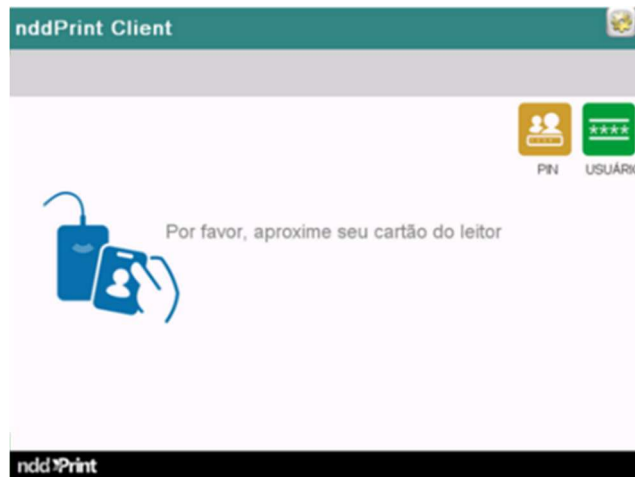 nddPrint Client
****
PIN
USUÁRI
Por favor, aproxime seu cartão do leitor
nddPrint